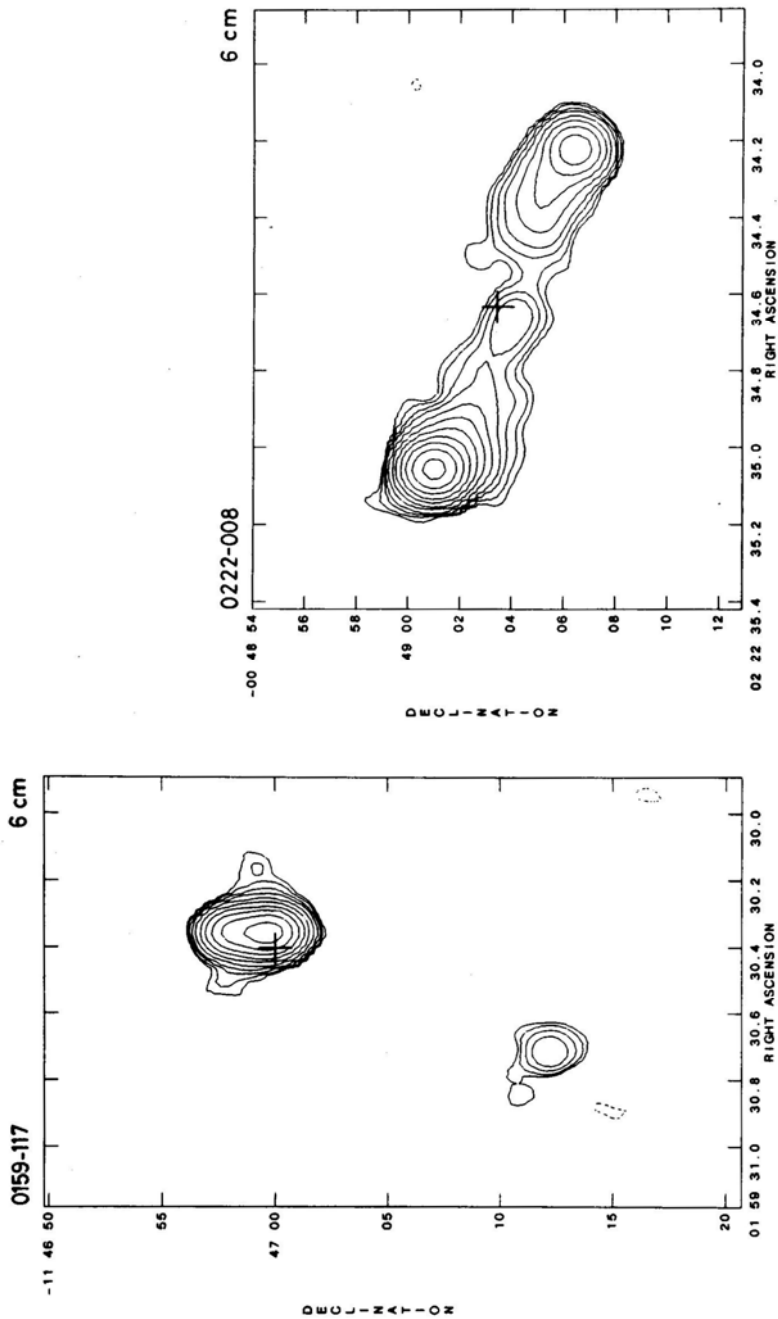 0159-117
6 cm
-11 46 50
55
47 00
05
10
15
20
DECLINATION
01 59 31.0
30.8
30.6
30.4
30.2
30.0
RIGHT ASCENSION
0222-008
6 cm
-00 48 54
56
58
49 00
02
04
06
08
10
12
DECLINATION
02 22 35.4
35.2
35.0
34.8
34.6
34.4
34.2
34.0
RIGHT ASCENSION